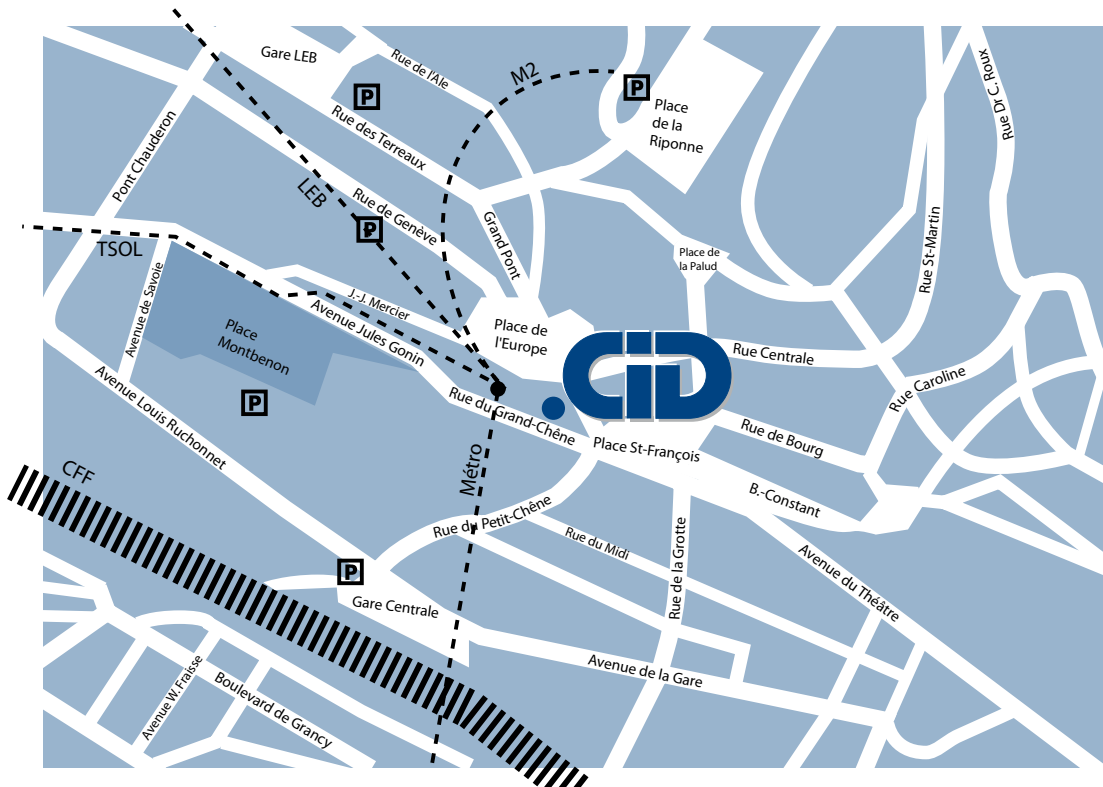 Gare LEB
Rue de l'Ale
M2
P
P
Place
de la
Riponne
Rue Dr C. Roux
Pont Chauderon
Rue des Terreaux
LEB
Rue de Genève
P
Grand Pont
Rue St-Martin
TSOL
Place de
la Palud
Avenue de Savoie
J.-J. Mercier
Avenue Jules Gonin
Place
Montbenon
Place de
l'Europe
CiD
Rue Centrale
Rue Caroline
P
Avenue Louis Ruchonnet
Rue du Grand-Chêne
Rue de Bourg
Place St-François
CFF
Métro
B.-Constant
Rue du Petit-Chêne
Rue du Midi
Rue de la Grotte
Avenue du Théâtre
P
Gare Centrale
Avenue de la Gare
Avenue W. Fraisse
Boulevard de Grancy